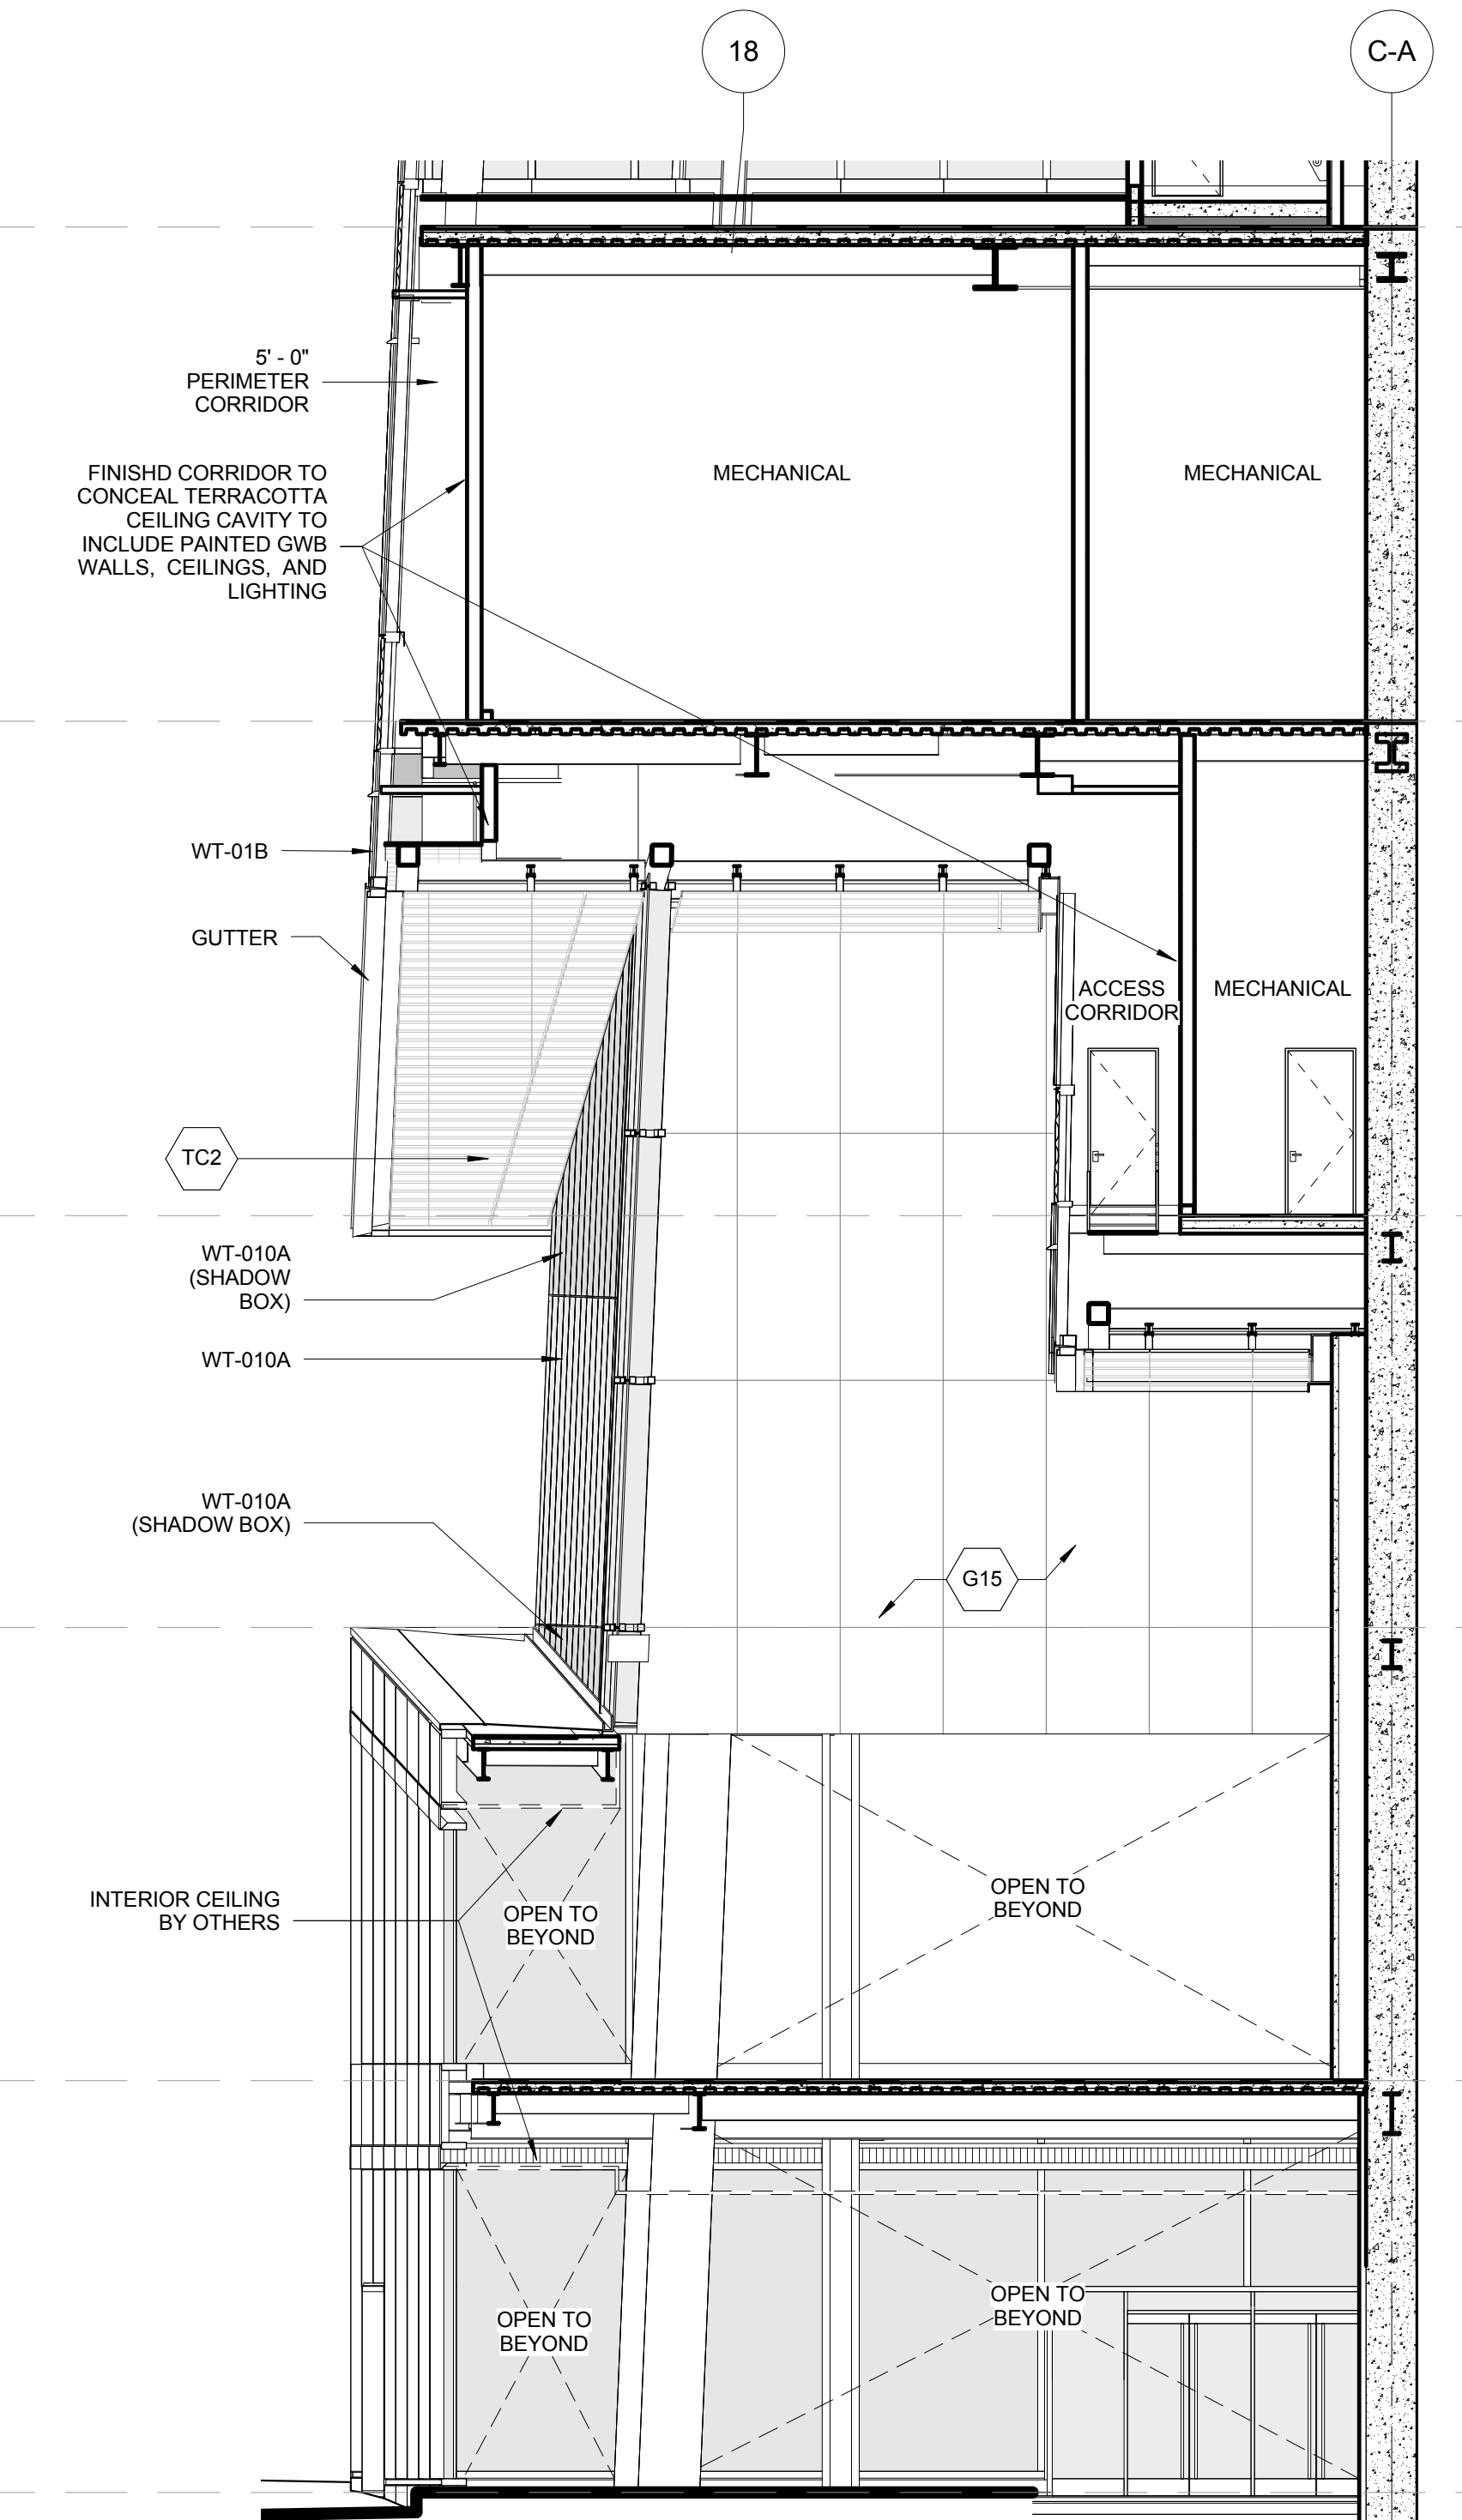 18
C-A
5' - 0"
PERIMETER
CORRIDOR
FINISHD CORRIDOR TO
CONCEAL TERRACOTTA
CEILING CAVITY TO
INCLUDE PAINTED GWB
WALLS, CEILINGS, AND
LIGHTING
MECHANICAL
MECHANICAL
WT-01B
GUTTER
ACCESS
CORRIDOR
MECHANICAL
TC2
WT-010A
(SHADOW
BOX)
WT-010A
WT-010A
(SHADOW BOX)
G15
INTERIOR CEILING
BY OTHERS
OPEN TO
BEYOND
OPEN TO
BEYOND
OPEN TO
BEYOND
OPEN TO
BEYOND